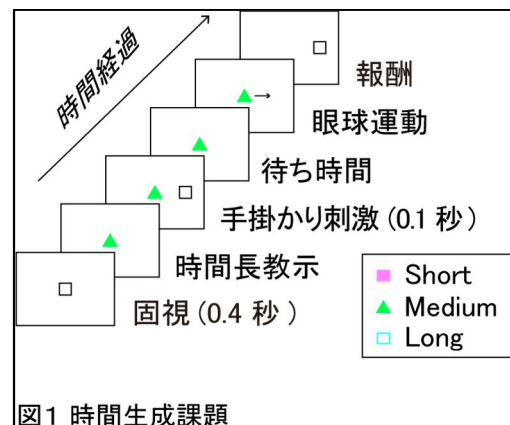 時間経過
報酬
眼球運動
待ち時間
手掛かり刺激 (0.1 秒)
時間長教示
固視 (0.4 秒)
Short
Medium
Long
図1 時間生成課題